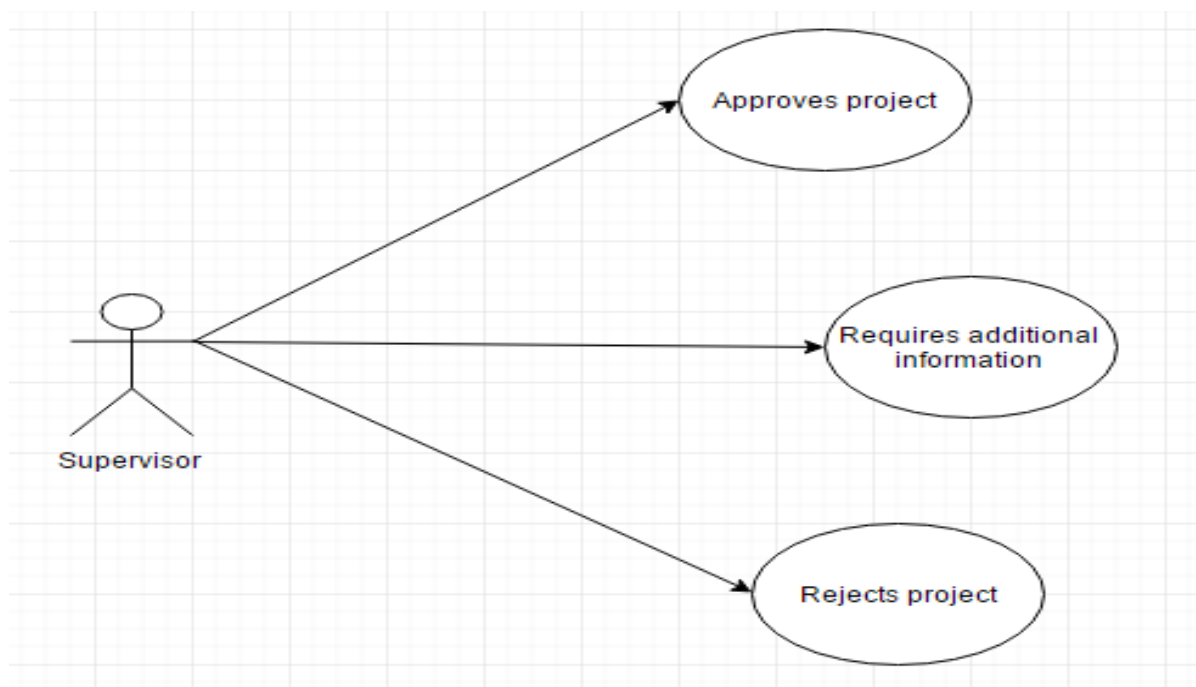 Approves project
Requires additional
information
Supervisor
Rejects project